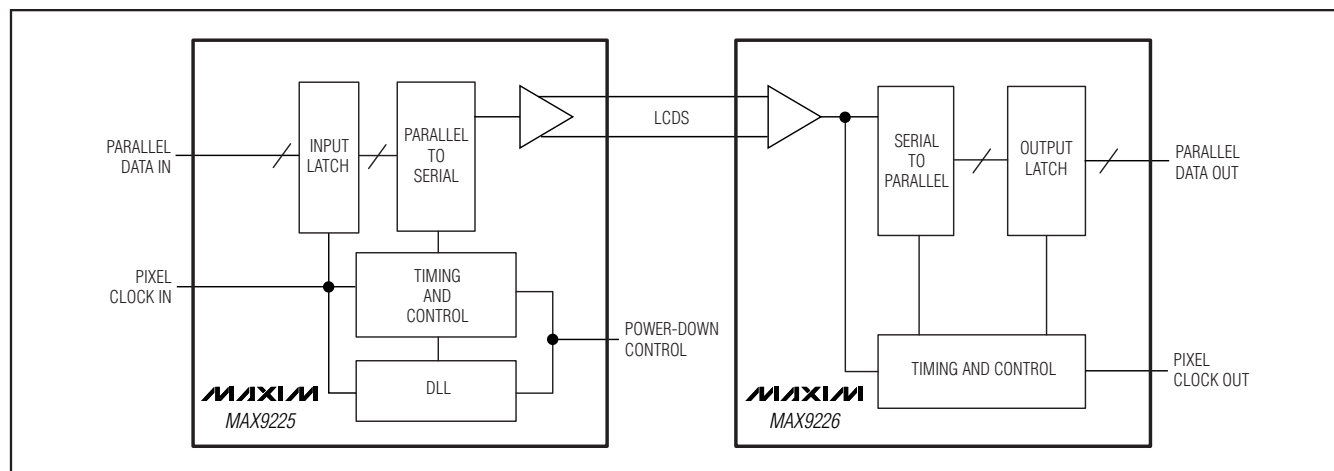 PARALLEL
DATA IN
INPUT
LATCH
PARALLEL
TO
SERIAL
PIXEL
CLOCK IN
TIMING
AND
CONTROL
DLL
POWER-DOWN
CONTROL
MAXIM
MAX9225
LCDS
SERIAL
TO
PARALLEL
OUTPUT
LATCH
PARALLEL
DATA OUT
TIMING AND CONTROL
PIXEL
CLOCK OUT
MAXIM
MAX9226